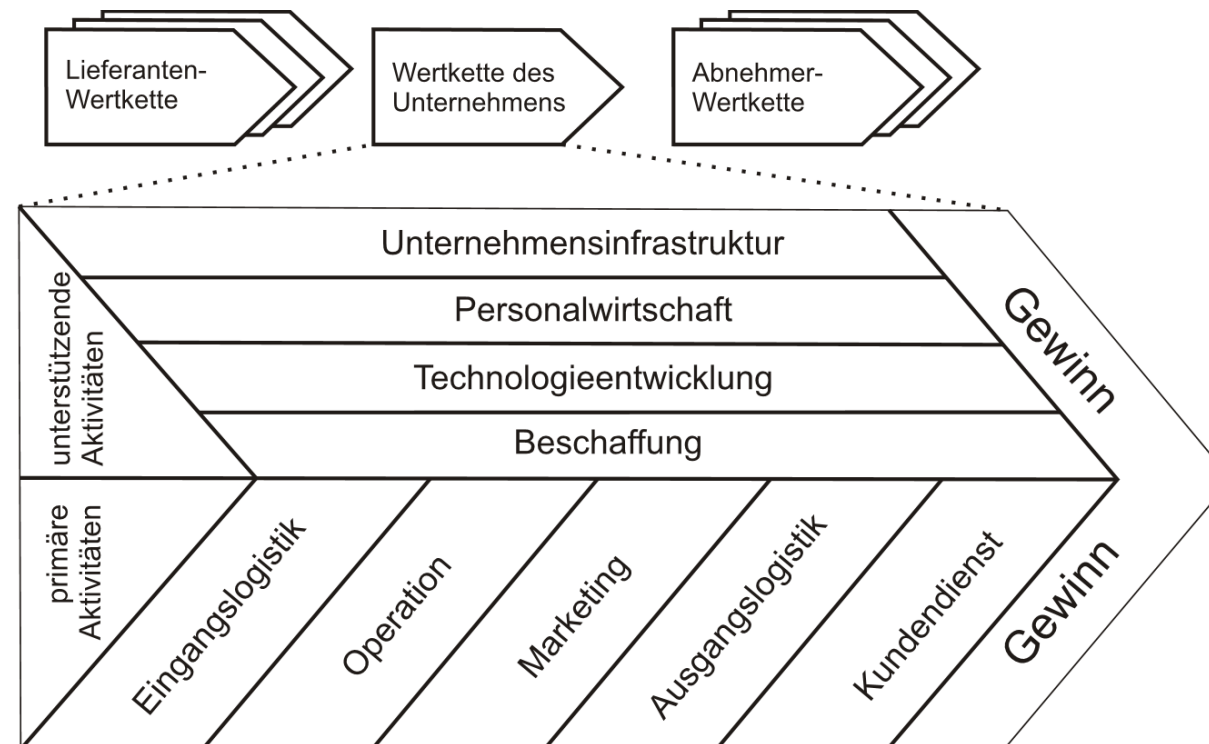 Lieferanten-
Wertkette
Wertkette des
Unternehmens
Abnehmer-
Wertkette
unterstützende
Aktivitäten
Unternehmensinfrastruktur
Personalwirtschaft
Technologieentwicklung
Beschaffung
Gewinn
primäre
Aktivitäten
Eingangslogistik
Operation
Marketing
Ausgangslogistik
Kundendienst
Gewinn